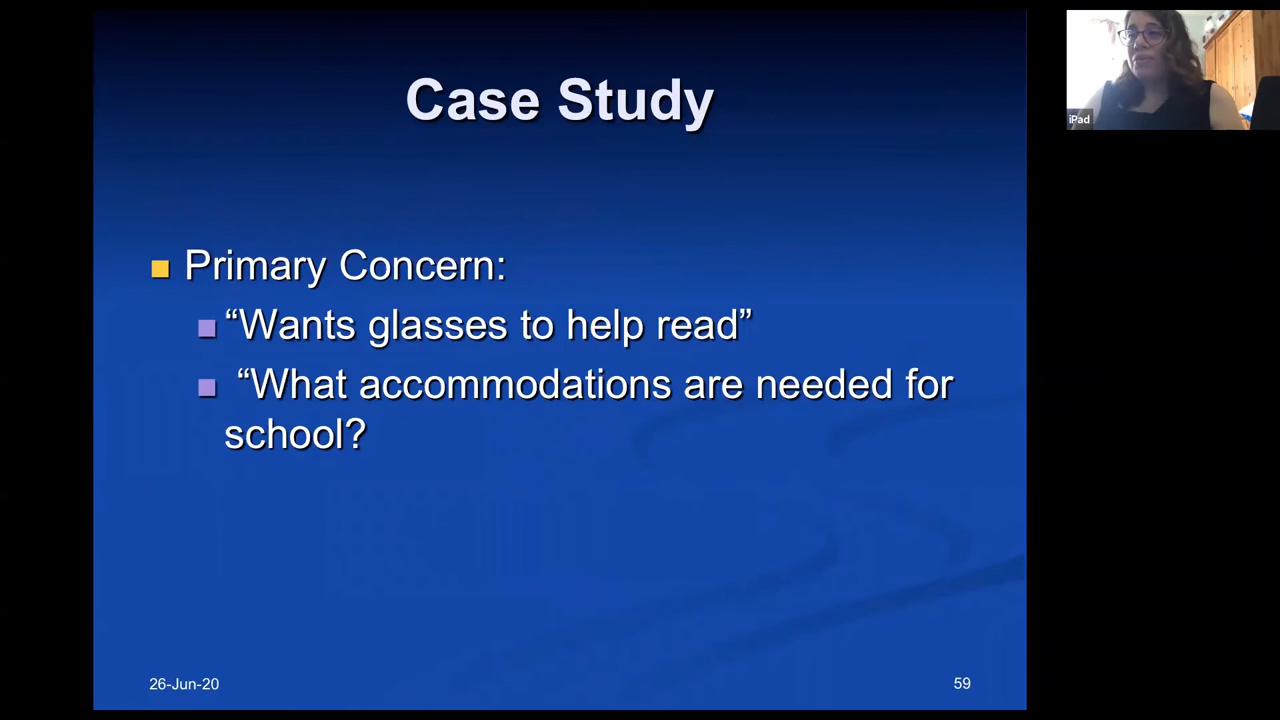 Case Study
Primary Concern:
“Wants glasses to help read”
“What accommodations are needed for
school?
26-Jun-20
59
iPad